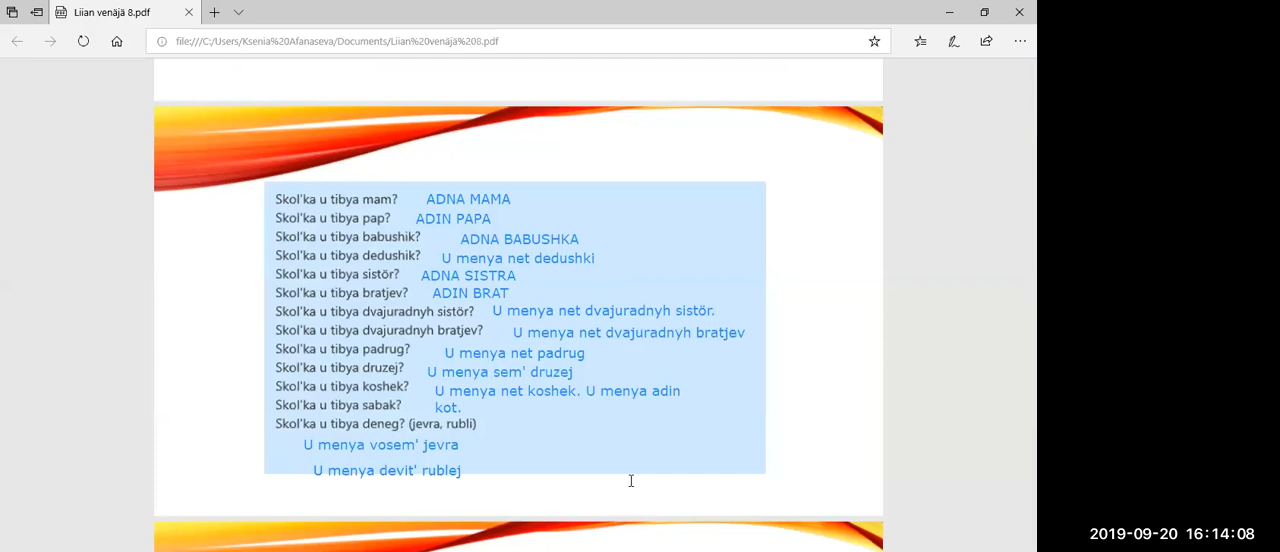 Liian venäjä 8.pdf
file:///C:/Users/Ksenia%20Afanaseva/Documents/Liian%20venäjä%208.pdf
Skol'ka u tibya mam? ADNA MAMA
Skol'ka u tibya pap? ADIN PAPA
Skol'ka u tibya babushik? ADNA BABUSHKA
Skol'ka u tibya dedushik? U menya net dedushki
Skol'ka u tibya sistör? ADNA SISTRA
Skol'ka u tibya bratjev? ADIN BRAT
Skol'ka u tibya dvajuradnyh sistör? U menya net dvajuradnyh sistör.
Skol'ka u tibya dvajuradnyh bratjev? U menya net dvajuradnyh bratjev
Skol'ka u tibya padrug? U menya net padrug
Skol'ka u tibya druzej? U menya sem' druzej
Skol'ka u tibya koshek? U menya net koshek. U menya adin
Skol'ka u tibya sabak? kot.
Skol'ka u tibya deneg? (jevra, rubli)
U menya vosem' jevra
U menya devit' rublej
2019-09-20 16:14:08